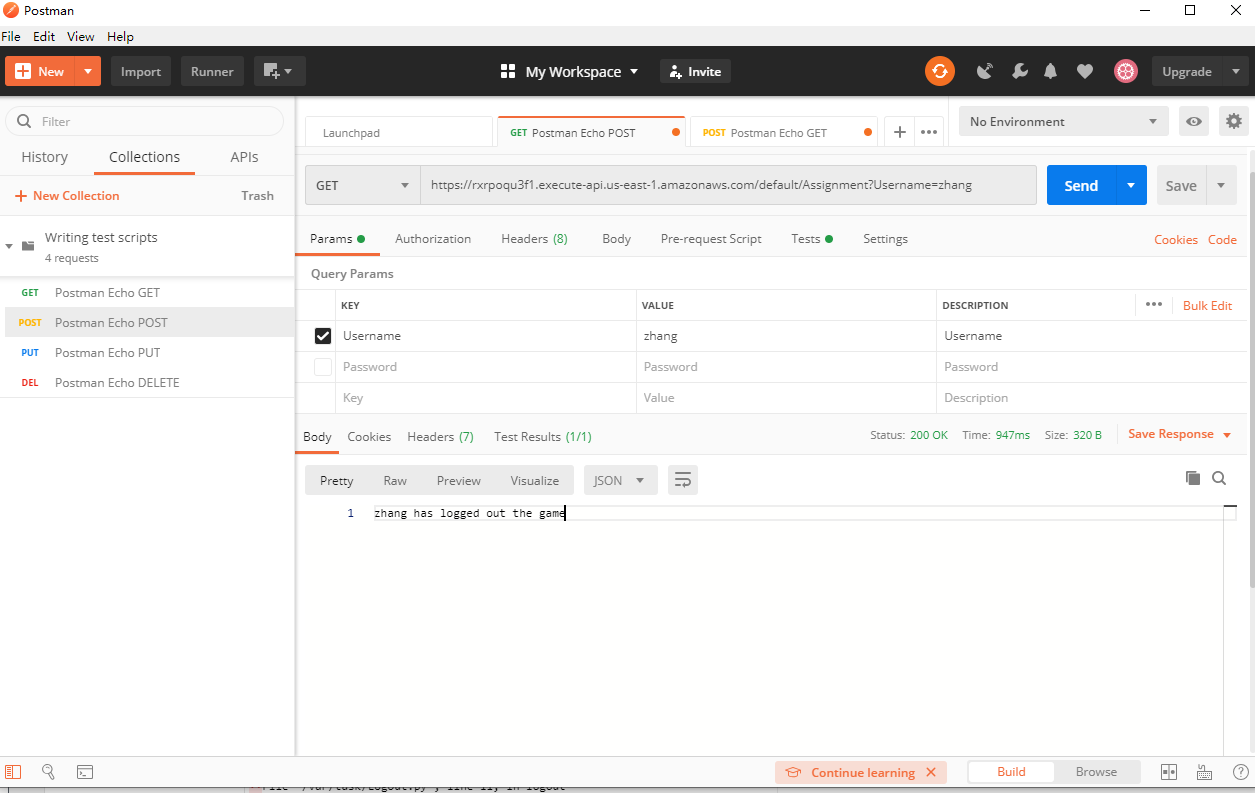 Postman
File Edit View Help
New Import Runner My Workspace Invite Upgrade
Filter
History Collections APIs
New Collection Trash
Writing test scripts
4 requests
GET Postman Echo GET
POST Postman Echo POST
PUT Postman Echo PUT
DEL Postman Echo DELETE
Launchpad GET Postman Echo POST POST Postman Echo GET No Environment
GET https://rxrpoqu3f1.execute-api.us-east-1.amazonaws.com/default/Assignment?Username=zhang Send Save
Params Authorization Headers (8) Body Pre-request Script Tests Settings Cookies Code
Query Params
KEY VALUE DESCRIPTION Bulk Edit
Username zhang Username
Password Password Password
Key Value Description
Body Cookies Headers (7) Test Results (1/1) Status: 200 OK Time: 947ms Size: 320 B Save Response
Pretty Raw Preview Visualize JSON
1 zhang has logged out the game
Continue learning Build Browse